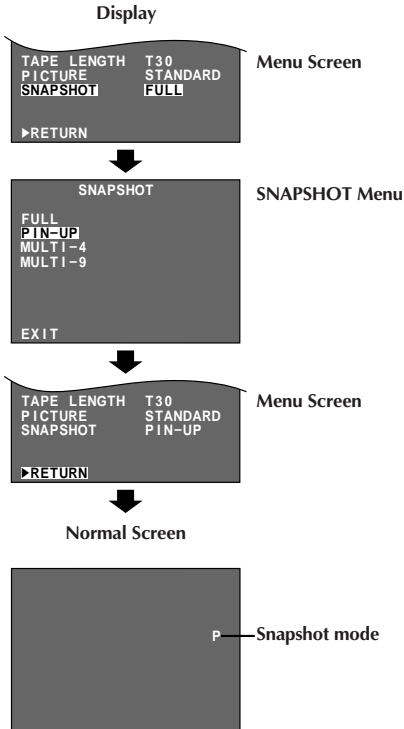 Display
TAPE LENGTH T30
PICTURE STANDARD
SNAPSHOT FULL
▶RETURN
Menu Screen
SNAPSHOT
FULL
PIN–UP
MULTI–4
MULTI–9
EXIT
SNAPSHOT Menu
TAPE LENGTH T30
PICTURE STANDARD
SNAPSHOT PIN–UP
▶RETURN
Menu Screen
Normal Screen
P
Snapshot mode